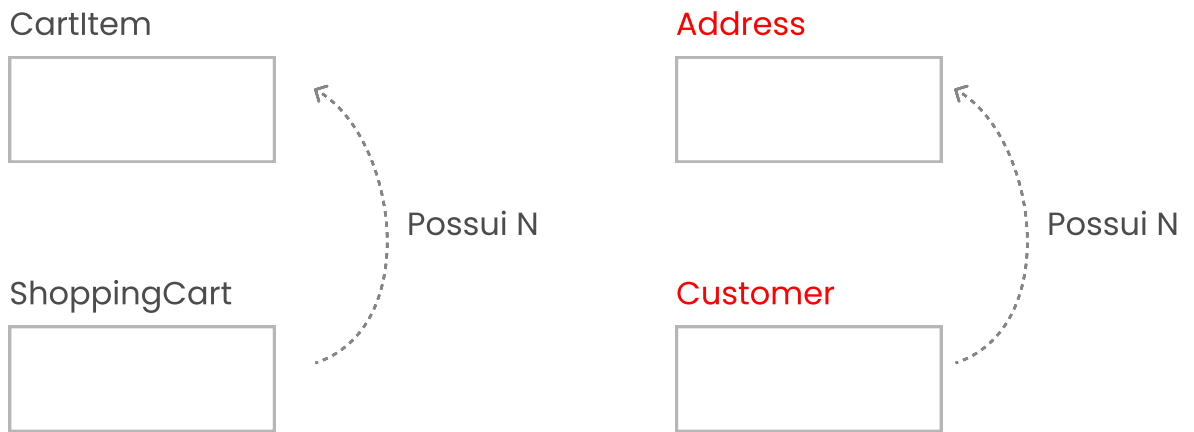 CartItem
Address
Possui N
Possui N
ShoppingCart
Customer